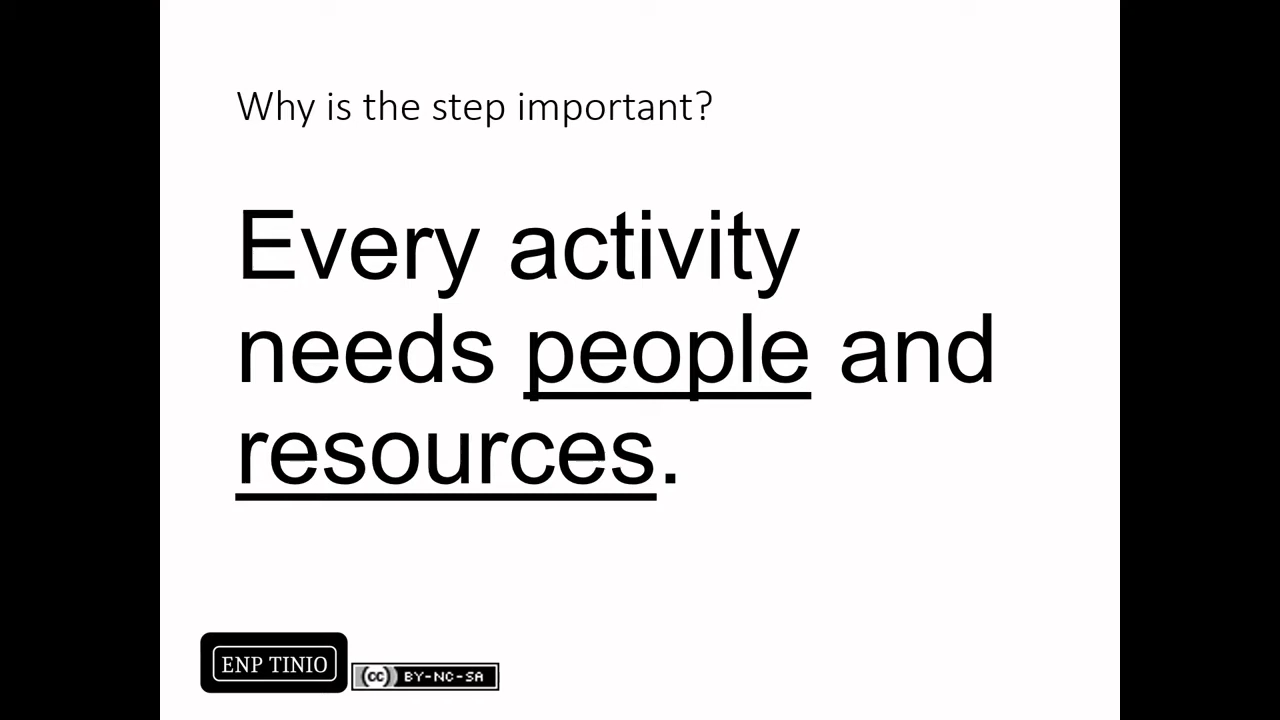 Why is the step important?
Every activity
needs people and
resources.
ENP TINIO
cc BY-NC-SA